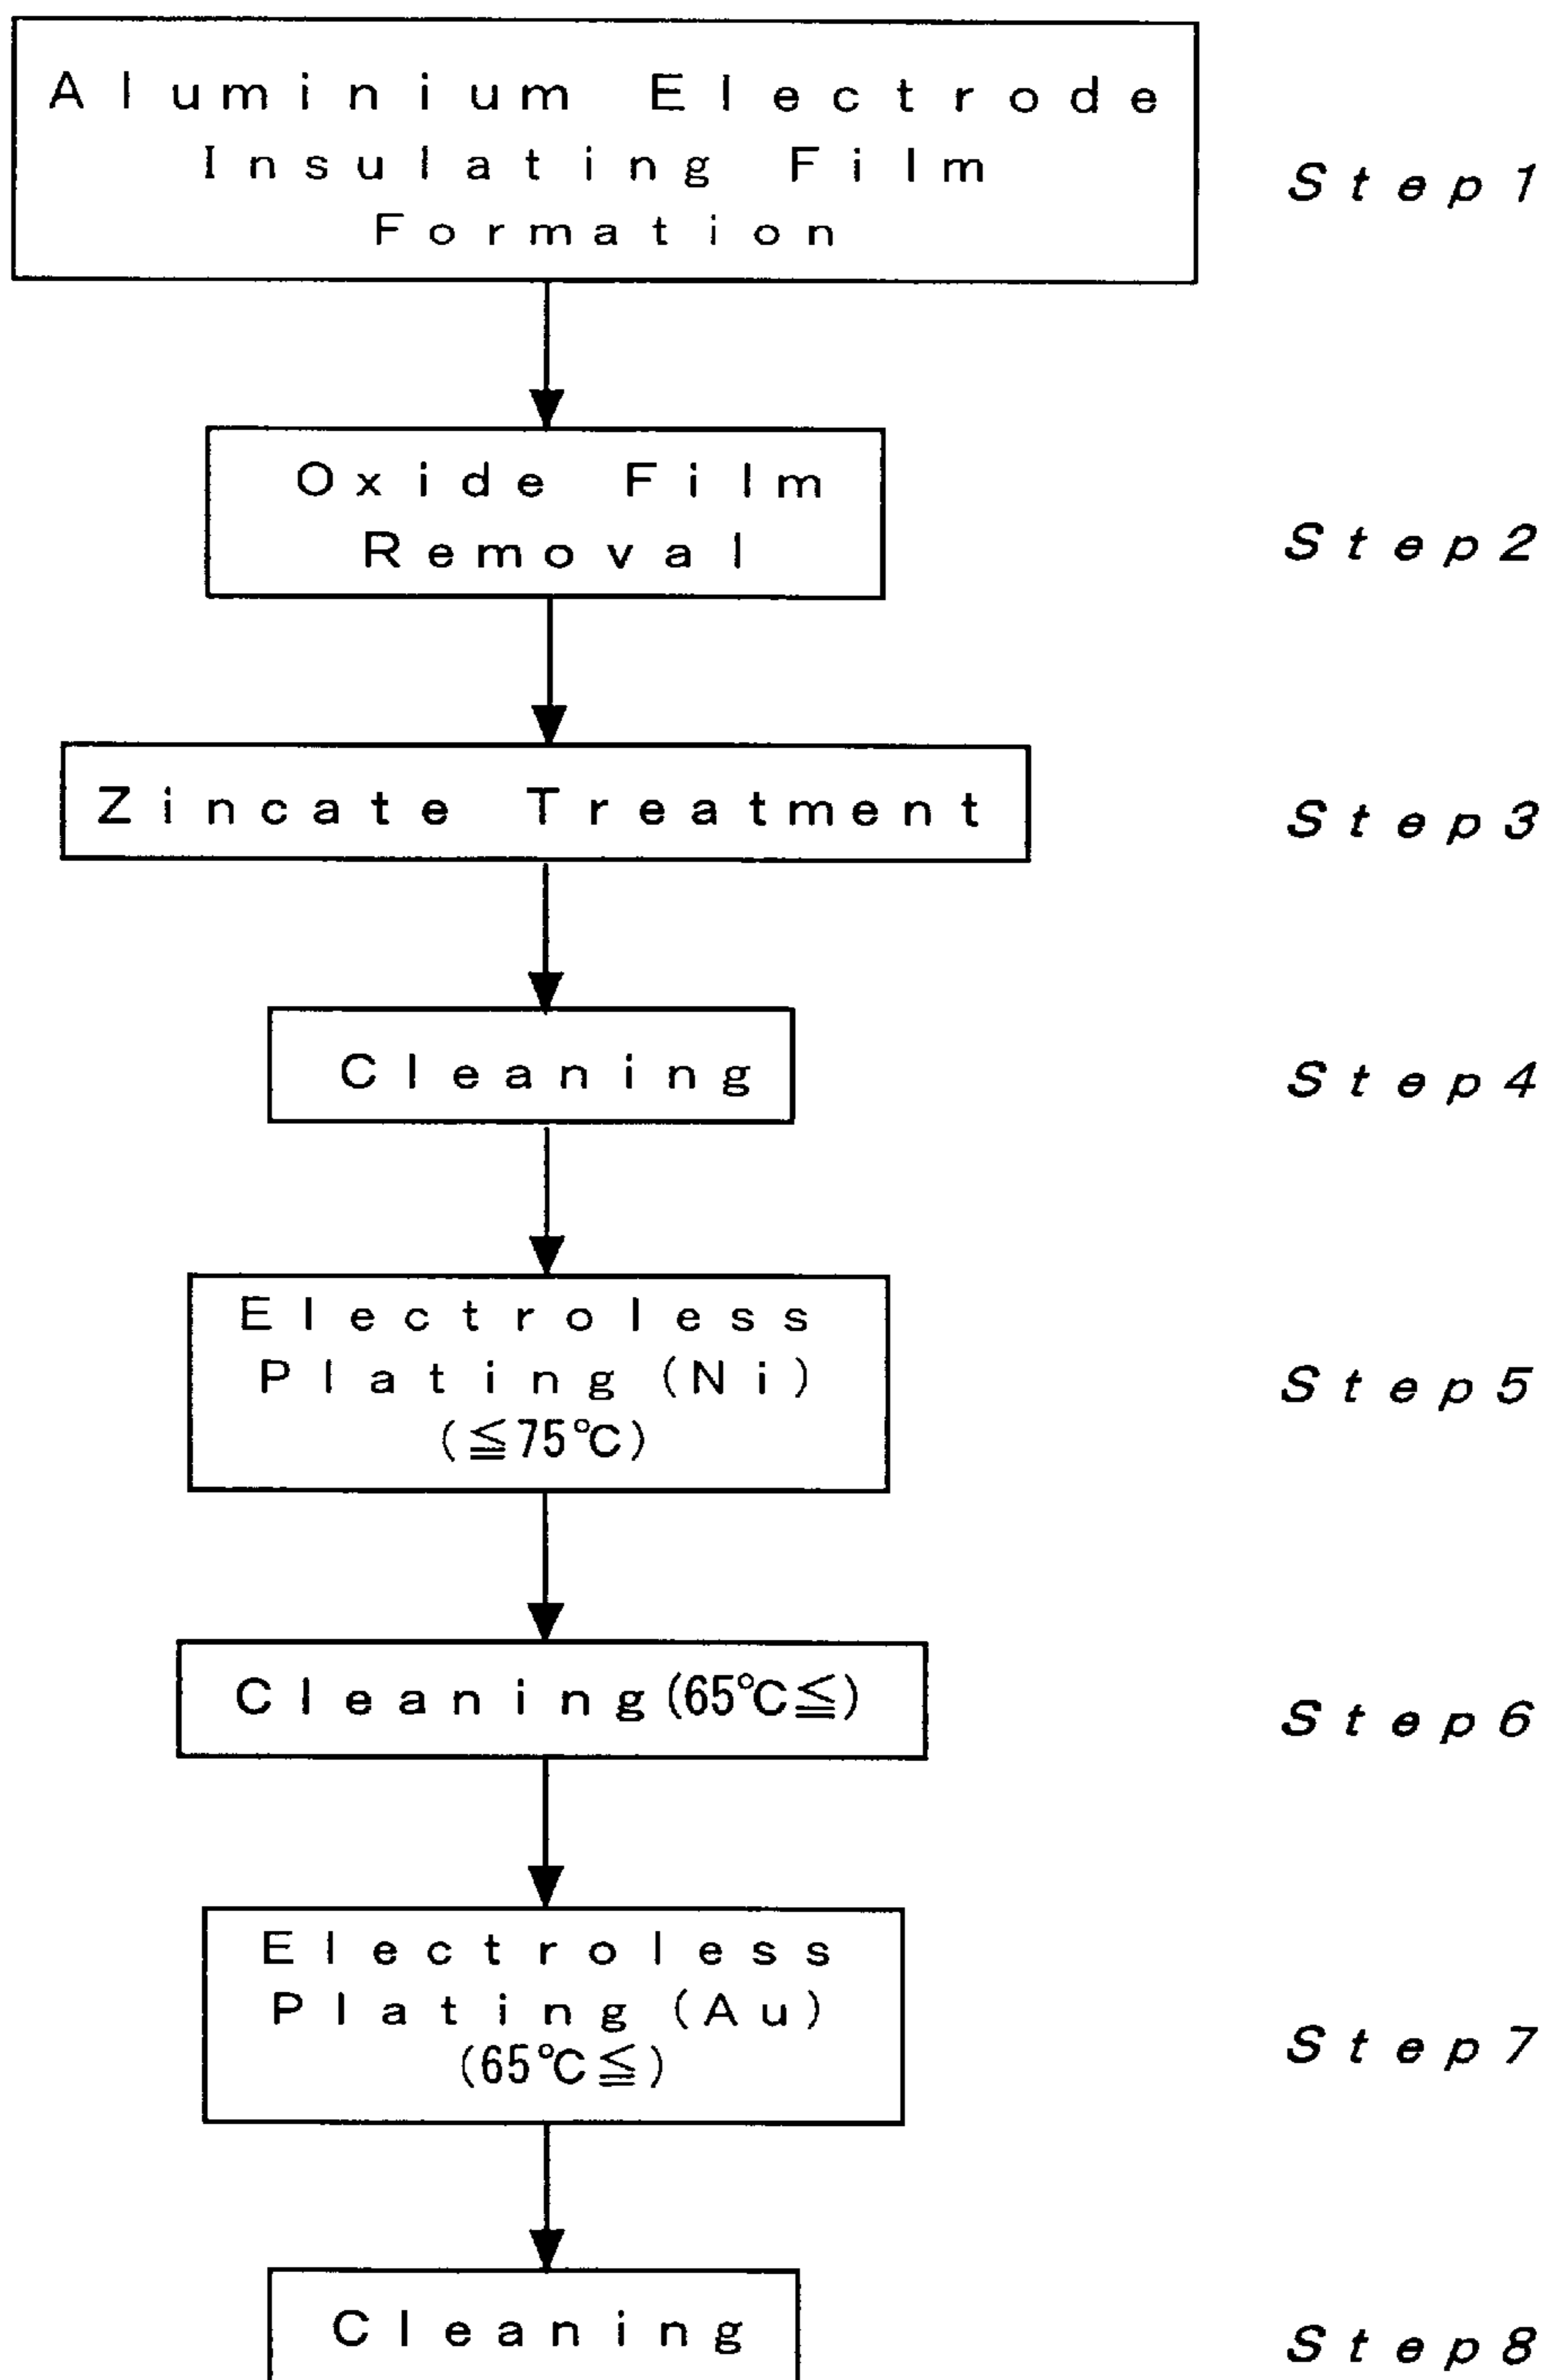 Aluminium Electrode
Insulating Film
Formation
Step1
Oxide Film
Removal
Step2
Zincate Treatment
Step3
Cleaning
Step4
Electroless
Plating (Ni)
(≦75℃)
Step5
Cleaning(65℃≦)
Step6
Electroless
Plating (Au)
(65℃≦)
Step7
Cleaning
Step8